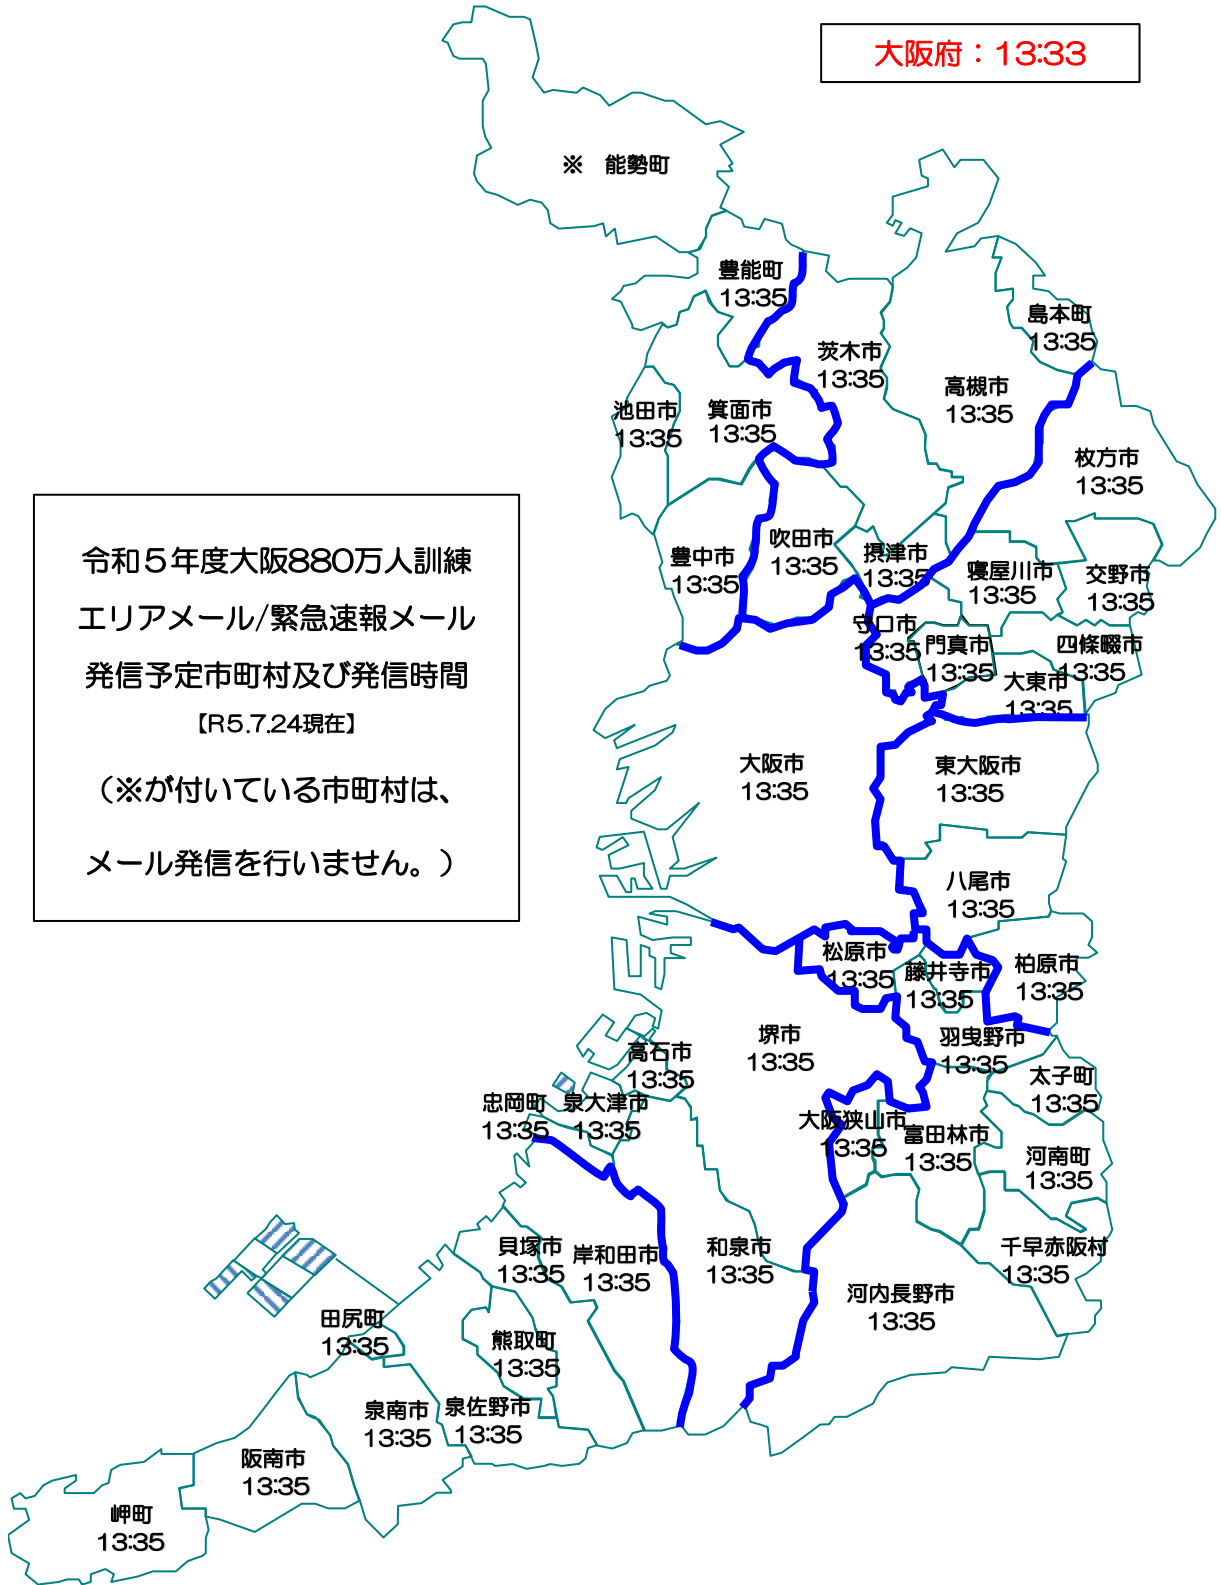 大阪府：13:33
※　能勢町
豊能町
13:35
島本町
13:35
茨木市
13:35
高槻市
13:35
池田市
13:35
箕面市
13:35
枚方市
13:35
豊中市
13:35
吹田市
13:35
摂津市
13:35
寝屋川市
13:35
交野市
13:35
守口市
13:35
門真市
13:35
四條畷市
13:35
大東市
13:35
令和５年度大阪880万人訓練
エリアメール/緊急速報メール
発信予定市町村及び発信時間
【R5.7.24現在】
（※が付いている市町村は、
メール発信を行いません。）
大阪市
13:35
東大阪市
13:35
八尾市
13:35
松原市
13:35
藤井寺市
13:35
柏原市
13:35
堺市
13:35
羽曳野市
13:35
高石市
13:35
太子町
13:35
忠岡町
13:35
泉大津市
13:35
大阪狭山市
13:35
富田林市
13:35
河南町
13:35
貝塚市
13:35
岸和田市
13:35
和泉市
13:35
千早赤阪村
13:35
河内長野市
13:35
田尻町
13:35
熊取町
13:35
泉南市
13:35
泉佐野市
13:35
阪南市
13:35
岬町
13:35